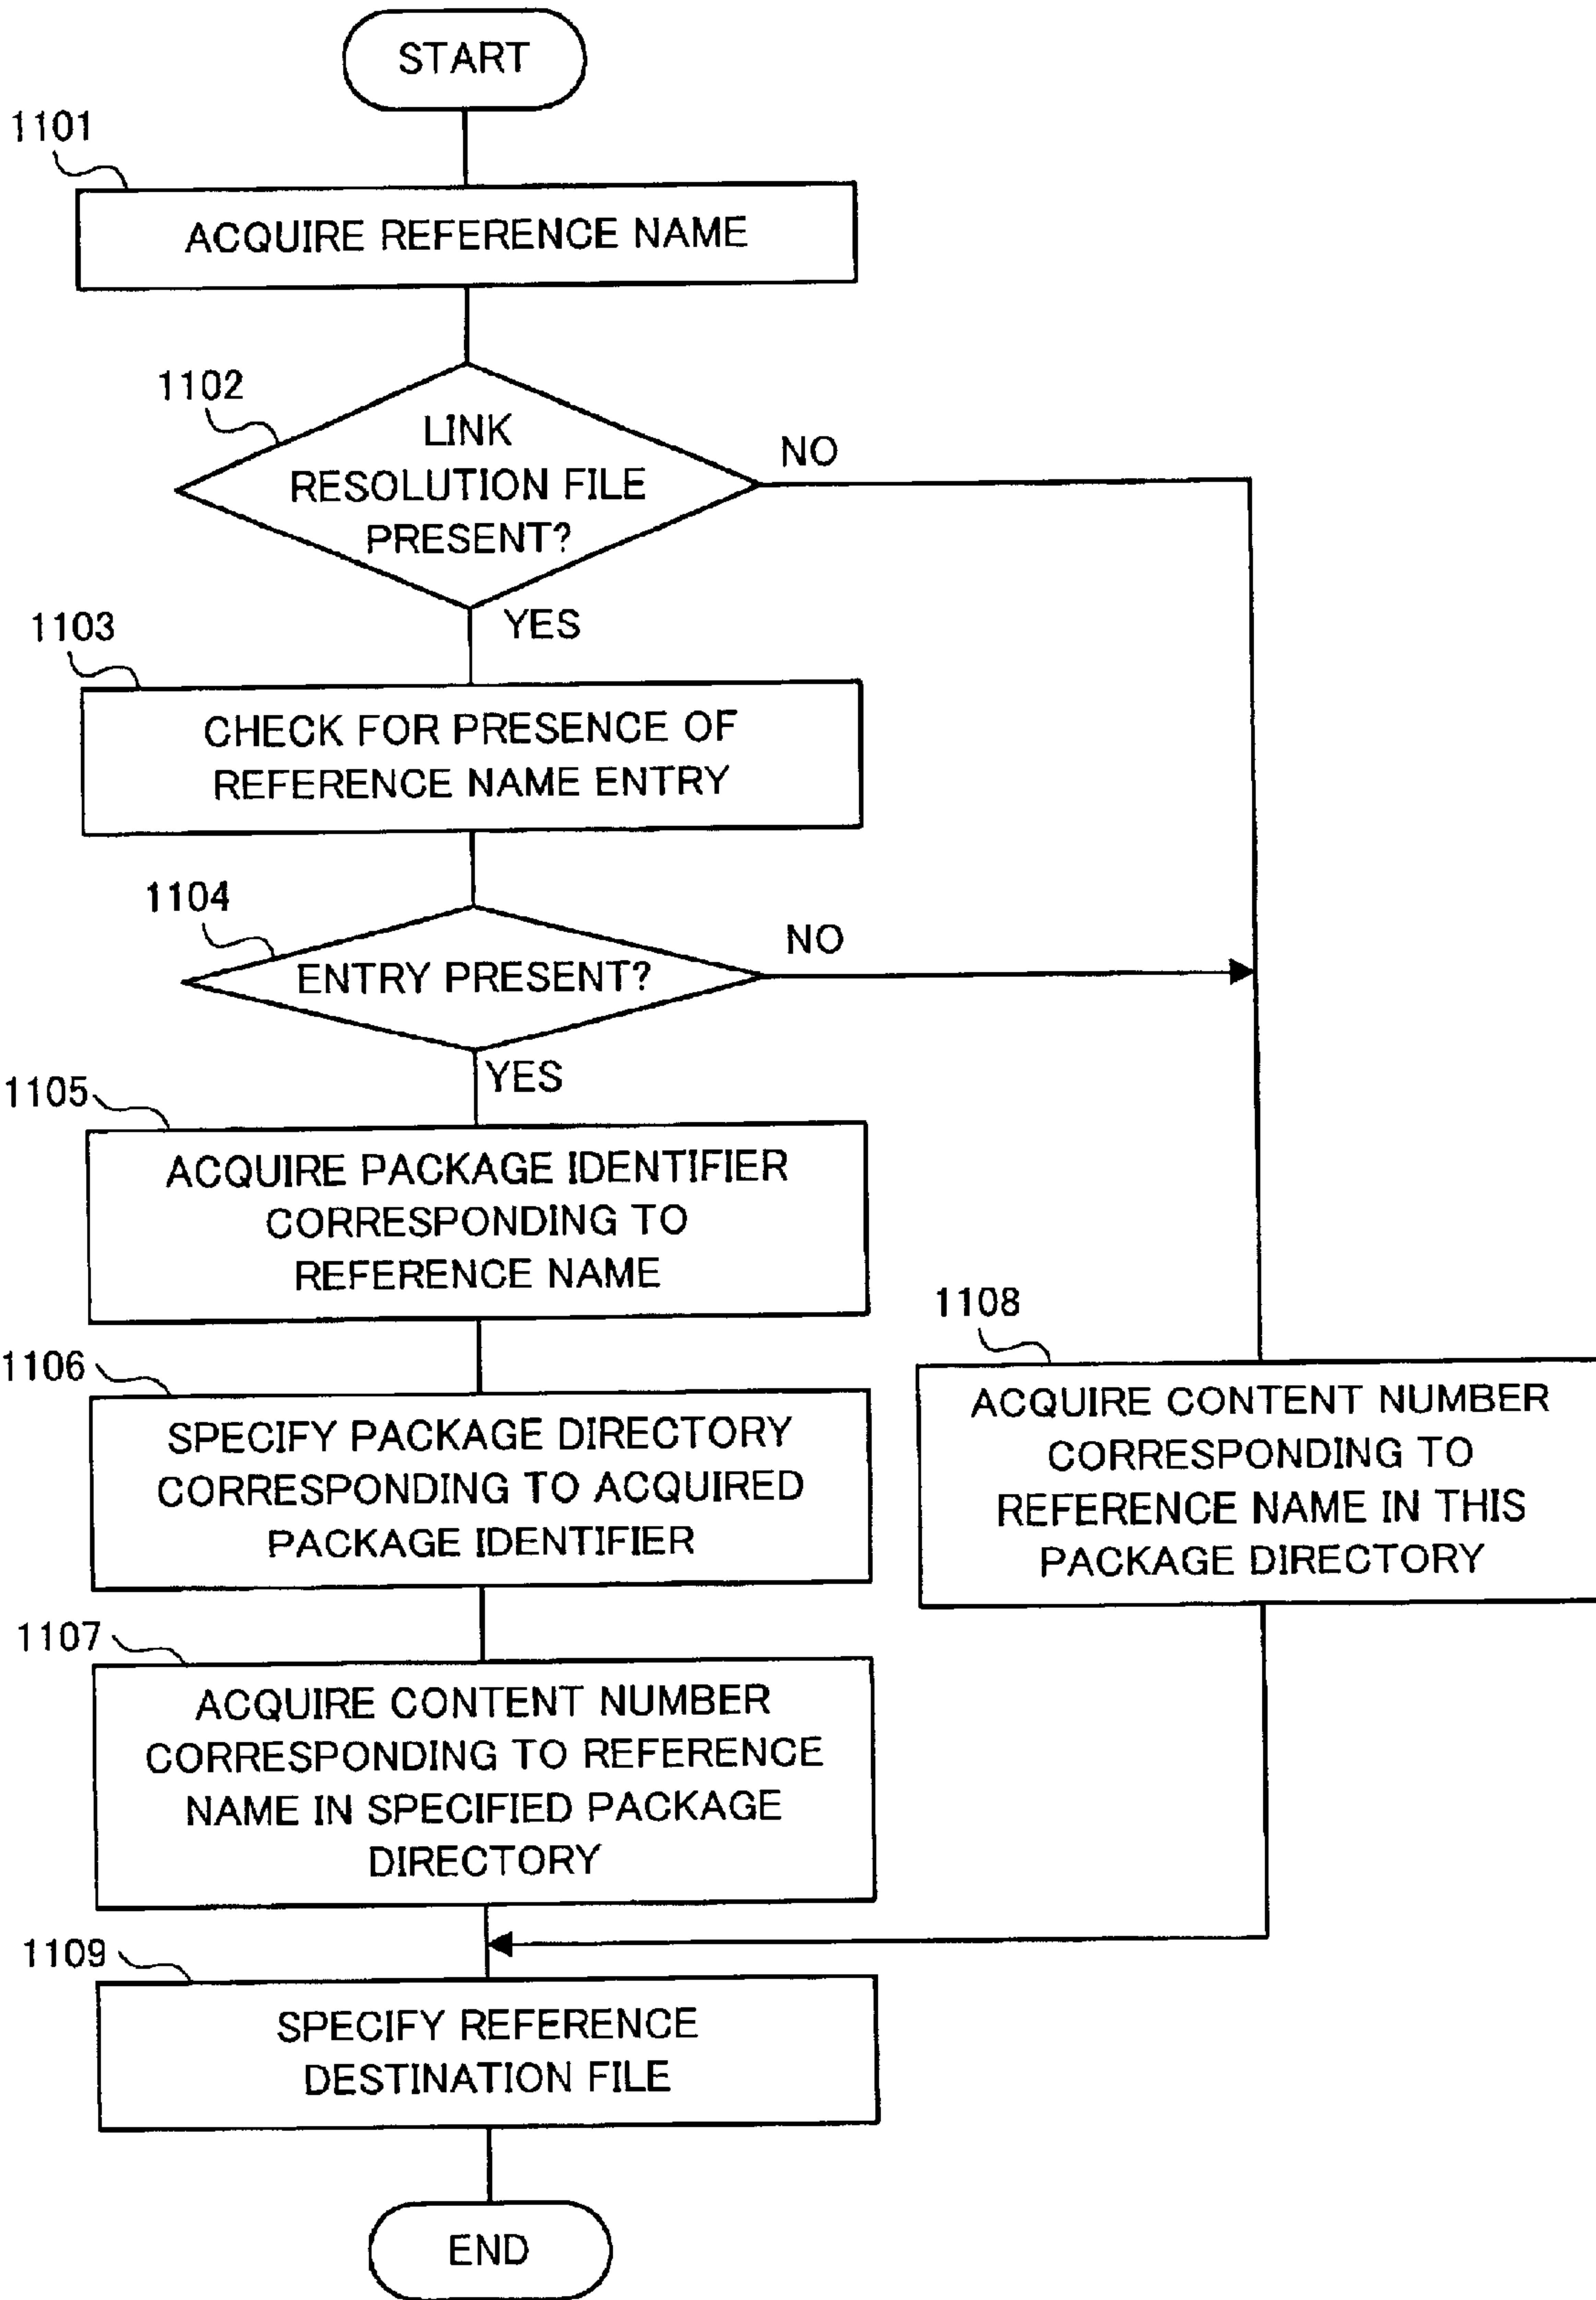 START
1101
ACQUIRE REFERENCE NAME
1102
LINK
RESOLUTION FILE
PRESENT?
NO
YES
1103
CHECK FOR PRESENCE OF
REFERENCE NAME ENTRY
1104
ENTRY PRESENT?
NO
YES
1105
ACQUIRE PACKAGE IDENTIFIER
CORRESPONDING TO
REFERENCE NAME
1106
SPECIFY PACKAGE DIRECTORY
CORRESPONDING TO ACQUIRED
PACKAGE IDENTIFIER
1108
ACQUIRE CONTENT NUMBER
CORRESPONDING TO
REFERENCE NAME IN THIS
PACKAGE DIRECTORY
1107
ACQUIRE CONTENT NUMBER
CORRESPONDING TO REFERENCE
NAME IN SPECIFIED PACKAGE
DIRECTORY
1109
SPECIFY REFERENCE
DESTINATION FILE
END